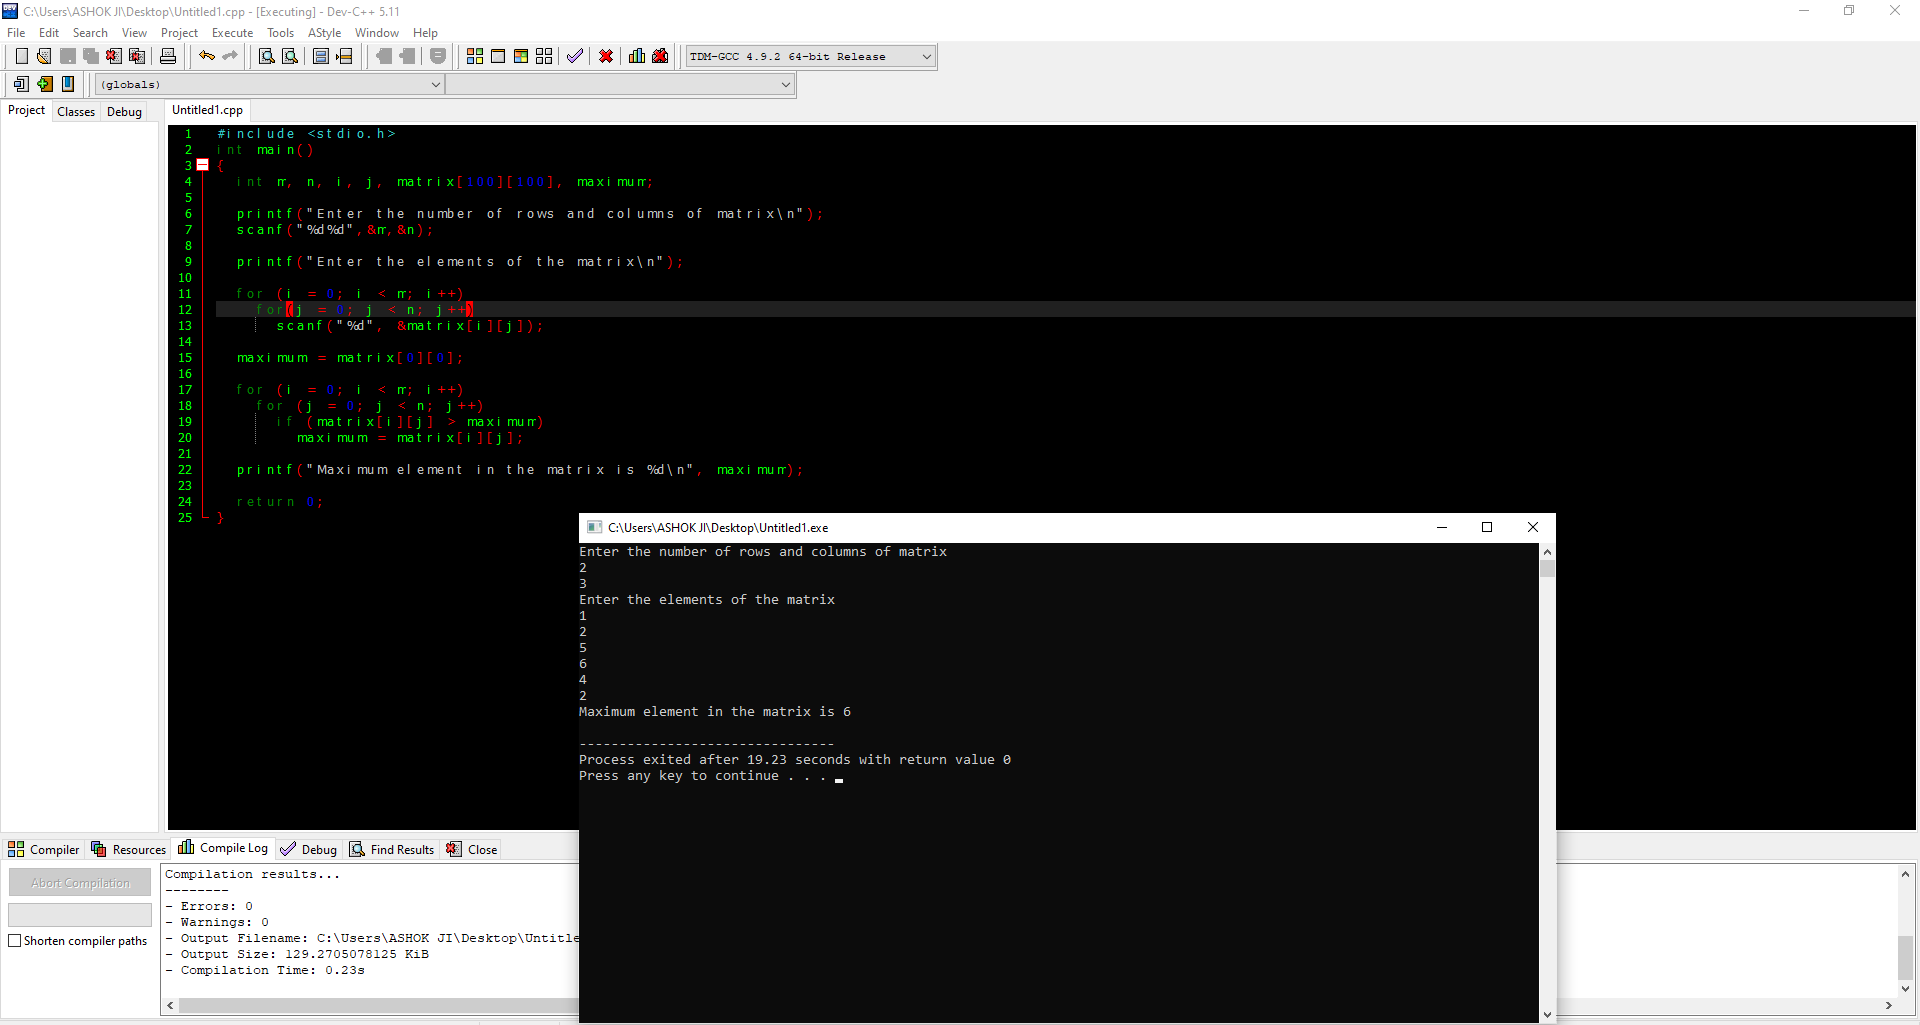 C:\Users\ASHOK JI\Desktop\Untitled1.cpp - [Executing] - Dev-C++ 5.11
File Edit Search View Project Execute Tools AStyle Window Help
TDM-GCC 4.9.2 64-bit Release
(globals)
Project Classes Debug
Untitled1.cpp
1 #include <stdio.h>
2 int main()
3 {
4 int m, n, i, j, matrix[100][100], maximum;
5
6 printf("Enter the number of rows and columns of matrix\n");
7 scanf("%d%d",&m,&n);
8
9 printf("Enter the elements of the matrix\n");
10
11 for (i = 0; i < m; i++)
12 for(j = 0; j < n; j++)
13 scanf("%d", &matrix[i][j]);
14
15 maximum = matrix[0][0];
16
17 for (i = 0; i < m; i++)
18 for (j = 0; j < n; j++)
19 if (matrix[i][j] > maximum)
20 maximum = matrix[i][j];
21
22 printf("Maximum element in the matrix is %d\n", maximum);
23
24 return 0;
25 }
C:\Users\ASHOK JI\Desktop\Untitled1.exe
Enter the number of rows and columns of matrix
2
3
Enter the elements of the matrix
1
2
5
6
4
2
Maximum element in the matrix is 6
--------------------------------
Process exited after 19.23 seconds with return value 0
Press any key to continue . . .
Compiler Resources Compile Log Debug Find Results Close
Abort Compilation
Shorten compiler paths
Compilation results...
--------
- Errors: 0
- Warnings: 0
- Output Filename: C:\Users\ASHOK JI\Desktop\Untitle
- Output Size: 129.2705078125 KiB
- Compilation Time: 0.23s